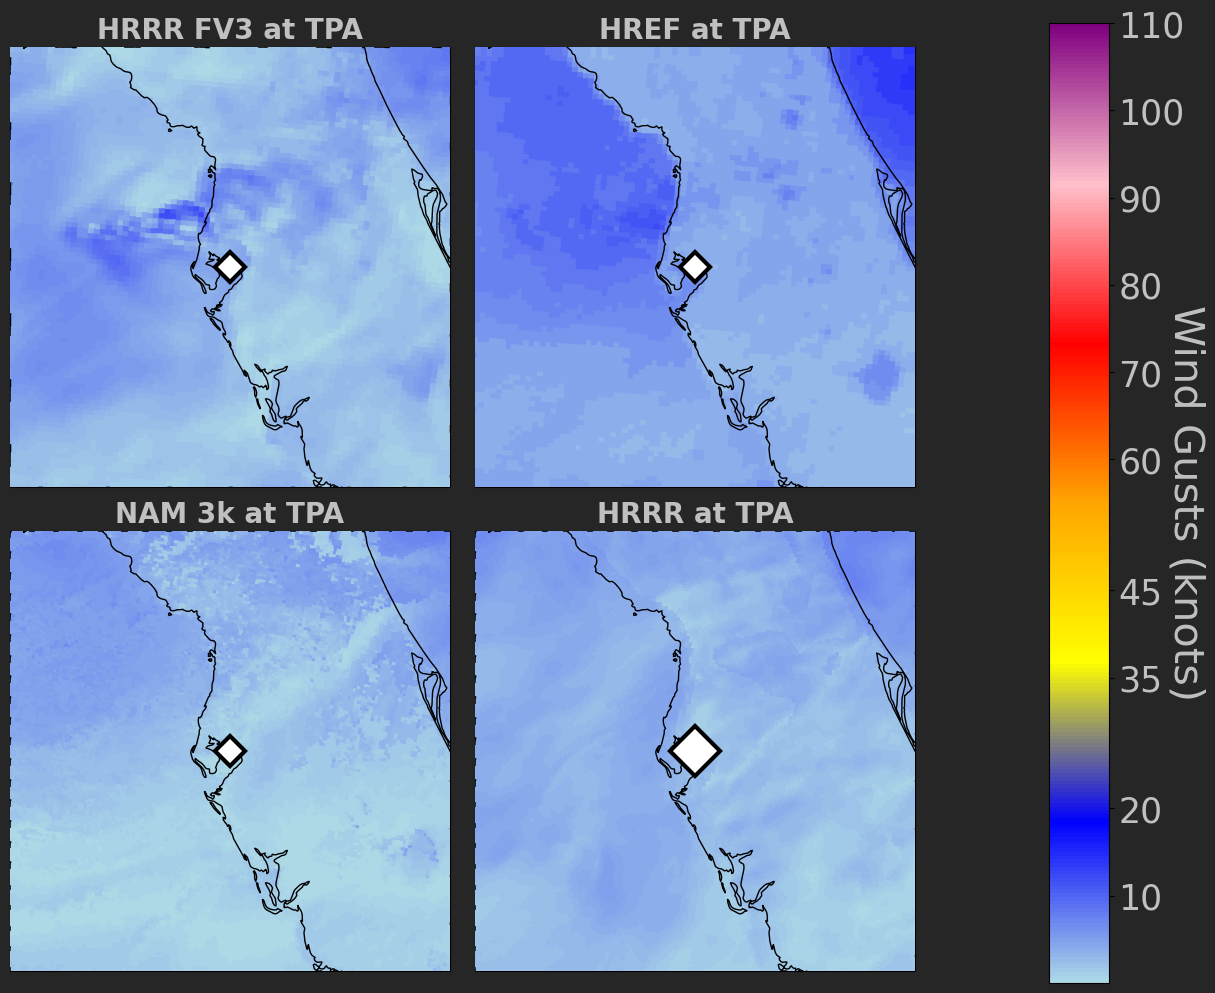 HRRR FV3 at TPA
HREF at TPA
NAM 3k at TPA
HRRR at TPA
110
100
90
80
70
60
45
35
20
10
Wind Gusts (knots)